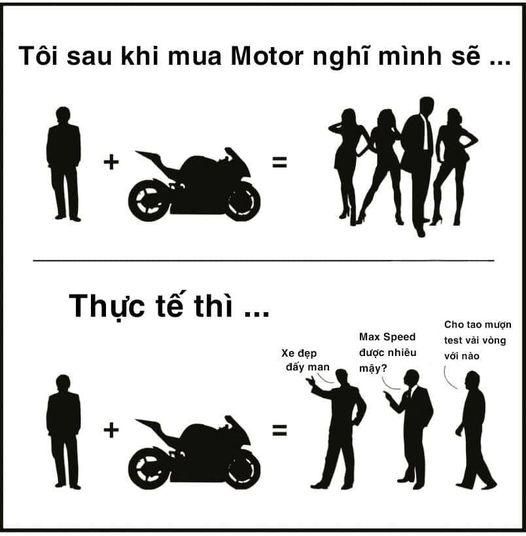 Tôi sau khi mua Motor nghĩ mình sẽ ...
+
=
Thực tế thì ...
Xe đẹp
đấy man
Max Speed
được nhiêu
mậy?
Cho tao mượn
test vài vòng
với nào
+
=